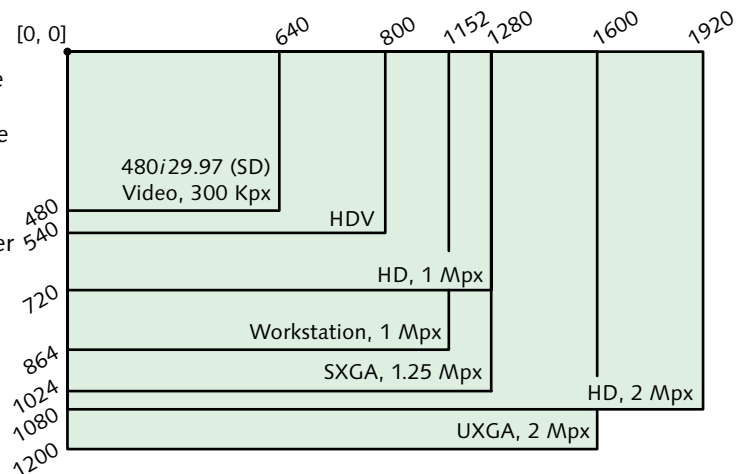 [0, 0]
640
800
1152
1280
1600
1920
e
e
er
480i29.97 (SD)
Video, 300 Kpx
480
HDV
540
HD, 1 Mpx
720
Workstation, 1 Mpx
864
SXGA, 1.25 Mpx
1024
HD, 2 Mpx
1080
UXGA, 2 Mpx
1200